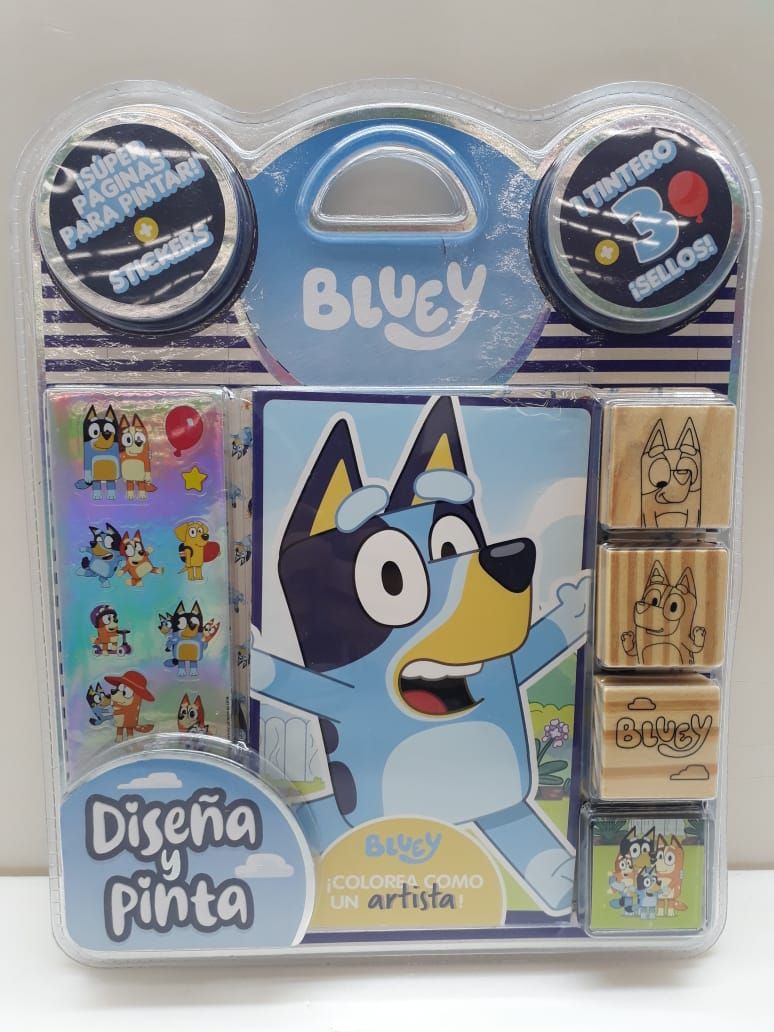 ¡SÚPER
PÁGINAS
PARA PINTAR!
+
STICKERS
1 TINTERO
+ 3
¡SELLOS!
BLUEY
BLUEY
Diseña
y
pinta
BLUEY
¡COLOREA COMO
UN artista!